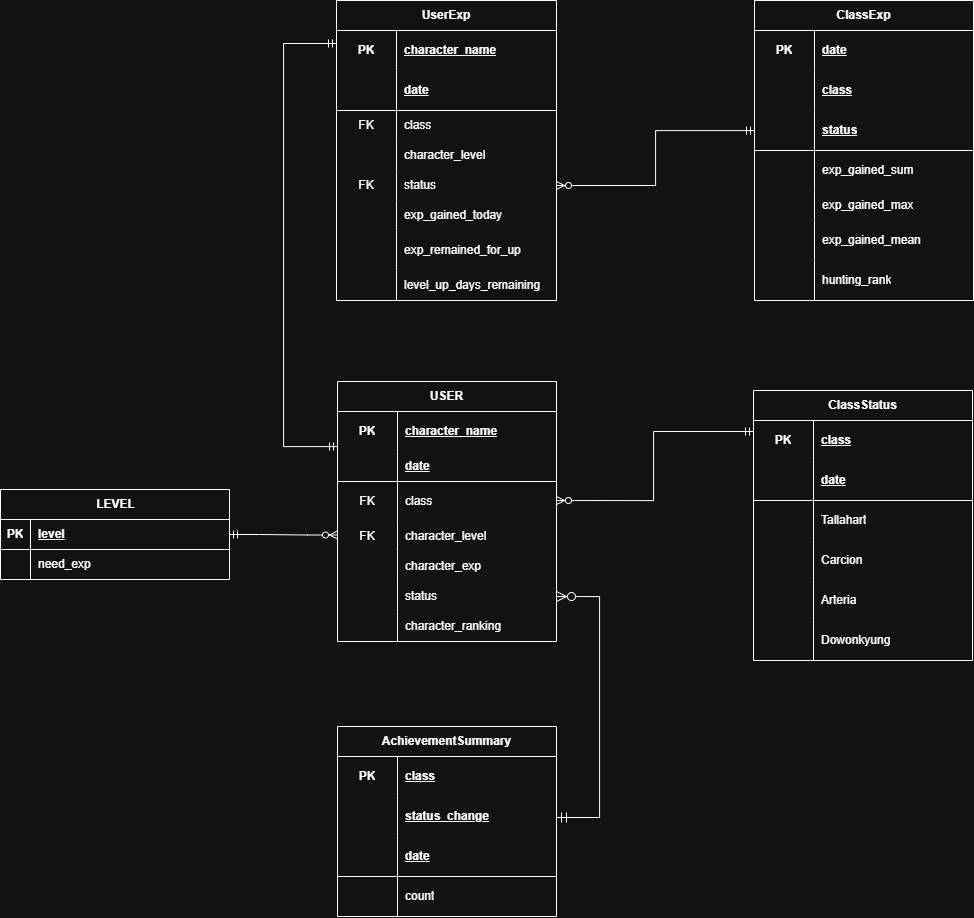 UserExp
PK character_name
date
FK class
character_level
FK status
exp_gained_today
exp_remained_for_up
level_up_days_remaining
ClassExp
PK date
class
status
exp_gained_sum
exp_gained_max
exp_gained_mean
hunting_rank
USER
PK character_name
date
FK class
FK character_level
character_exp
status
character_ranking
ClassStatus
PK class
date
Tallahart
Carcion
Arteria
Dowonkyung
LEVEL
PK level
need_exp
AchievementSummary
PK class
status_change
date
count